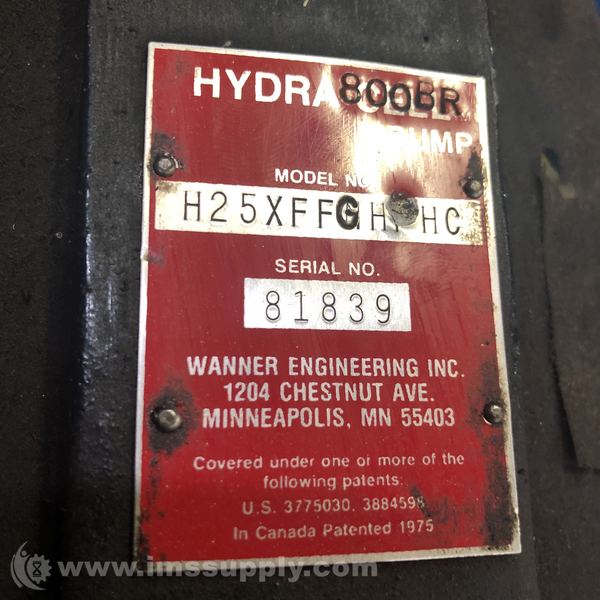 HYDRA 800BR
PUMP
MODEL NO.
H25XFFGH HC
SERIAL NO.
81839
WANNER ENGINEERING INC.
1204 CHESTNUT AVE.
MINNEAPOLIS, MN 55403
Covered under one or more of the
following patents:
U.S. 3775030, 3884598
In Canada Patented 1975
www.imssupply.com